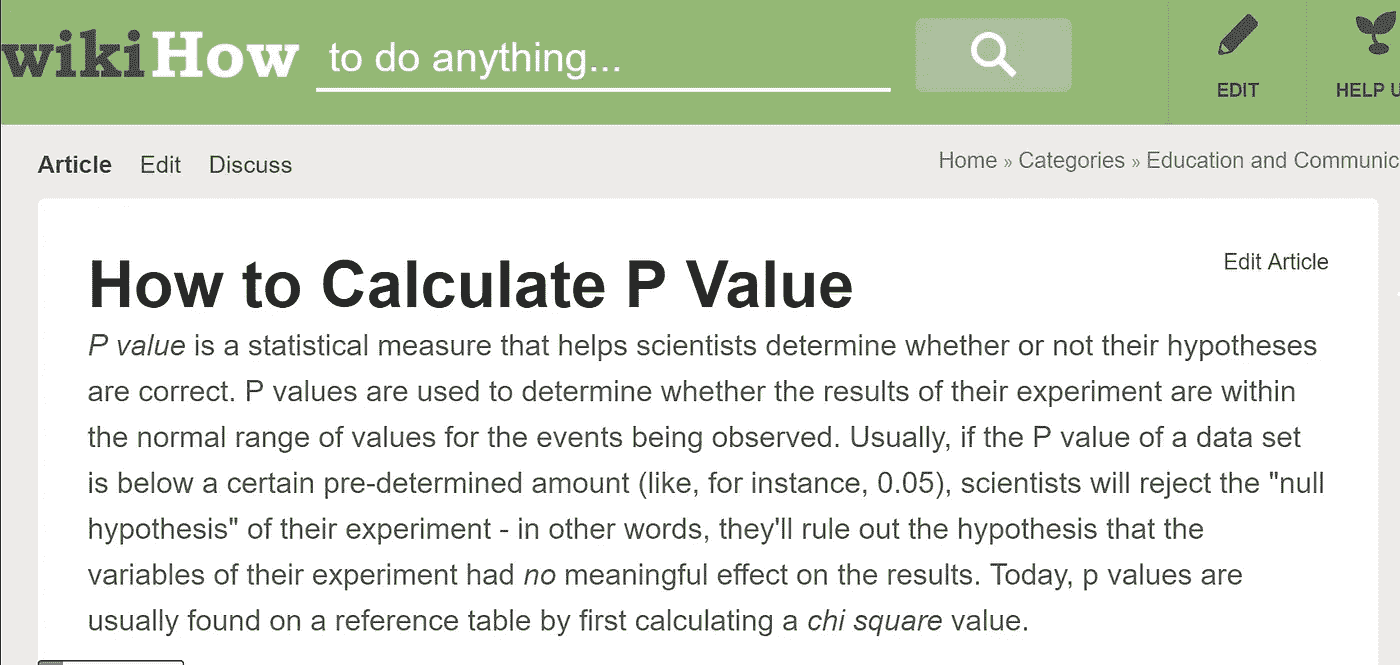 wikiHow to do anything...
EDIT
HELP U
Article Edit Discuss
Home » Categories » Education and Communic
How to Calculate P Value
Edit Article
P value is a statistical measure that helps scientists determine whether or not their hypotheses
are correct. P values are used to determine whether the results of their experiment are within
the normal range of values for the events being observed. Usually, if the P value of a data set
is below a certain pre-determined amount (like, for instance, 0.05), scientists will reject the "null
hypothesis" of their experiment - in other words, they'll rule out the hypothesis that the
variables of their experiment had no meaningful effect on the results. Today, p values are
usually found on a reference table by first calculating a chi square value.